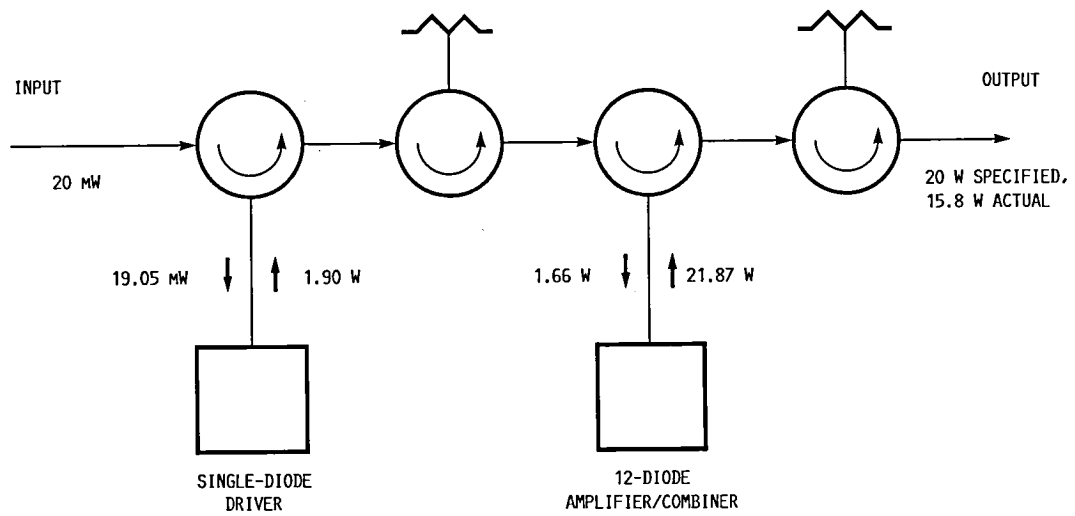 INPUT
OUTPUT
20 MW
20 W SPECIFIED,
15.8 W ACTUAL
19.05 MW
1.90 W
1.66 W
21.87 W
SINGLE-DIODE
DRIVER
12-DIODE
AMPLIFIER/COMBINER